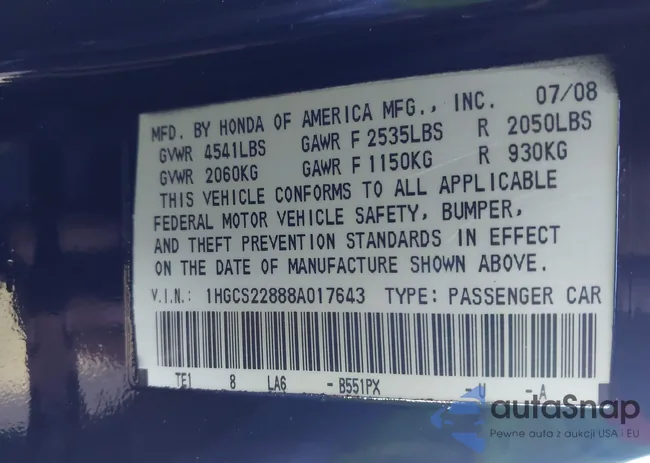 MFD. BY HONDA OF AMERICA MFG., INC. 07/08
GVWR 4541LBS GAWR F 2535LBS R 2050LBS
GVWR 2060KG GAWR F 1150KG R 930KG
THIS VEHICLE CONFORMS TO ALL APPLICABLE
FEDERAL MOTOR VEHICLE SAFETY, BUMPER,
AND THEFT PREVENTION STANDARDS IN EFFECT
ON THE DATE OF MANUFACTURE SHOWN ABOVE.
V.I.N.: 1HGCS22888A017643 TYPE: PASSENGER CAR
TE1 8 LA6 - B551PX - U - A
autaSnap
Pewne auta z aukcji USA i EU